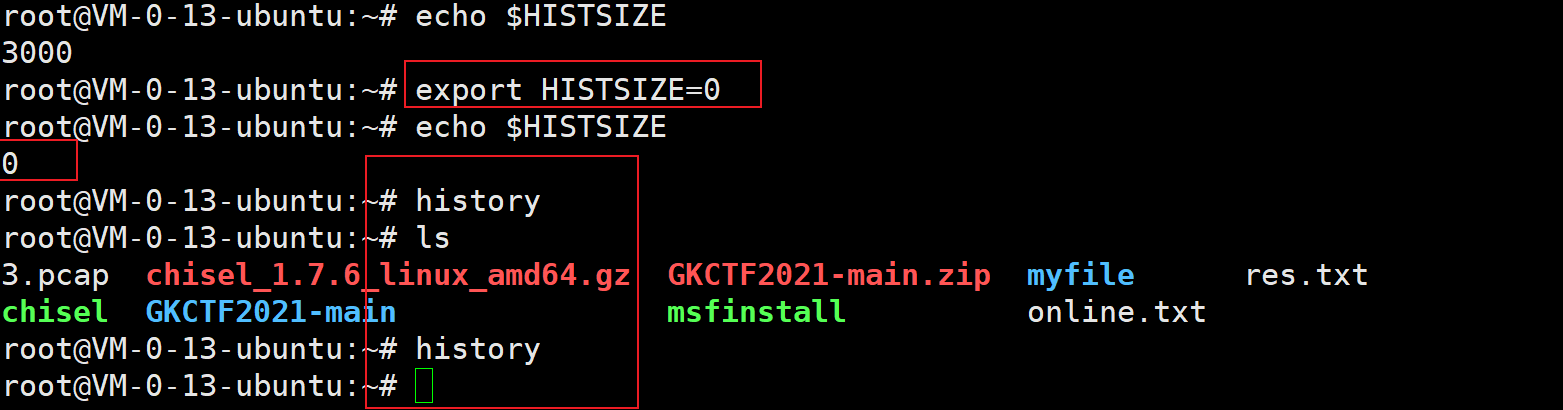 root@VM-0-13-ubuntu:~# echo $HISTSIZE
3000
root@VM-0-13-ubuntu:~# export HISTSIZE=0
root@VM-0-13-ubuntu:~# echo $HISTSIZE
0
root@VM-0-13-ubuntu:~# history
root@VM-0-13-ubuntu:~# ls
3.pcap  chisel_1.7.6_linux_amd64.gz  GKCTF2021-main.zip  myfile      res.txt
chisel  GKCTF2021-main               msfinstall          online.txt
root@VM-0-13-ubuntu:~# history
root@VM-0-13-ubuntu:~#